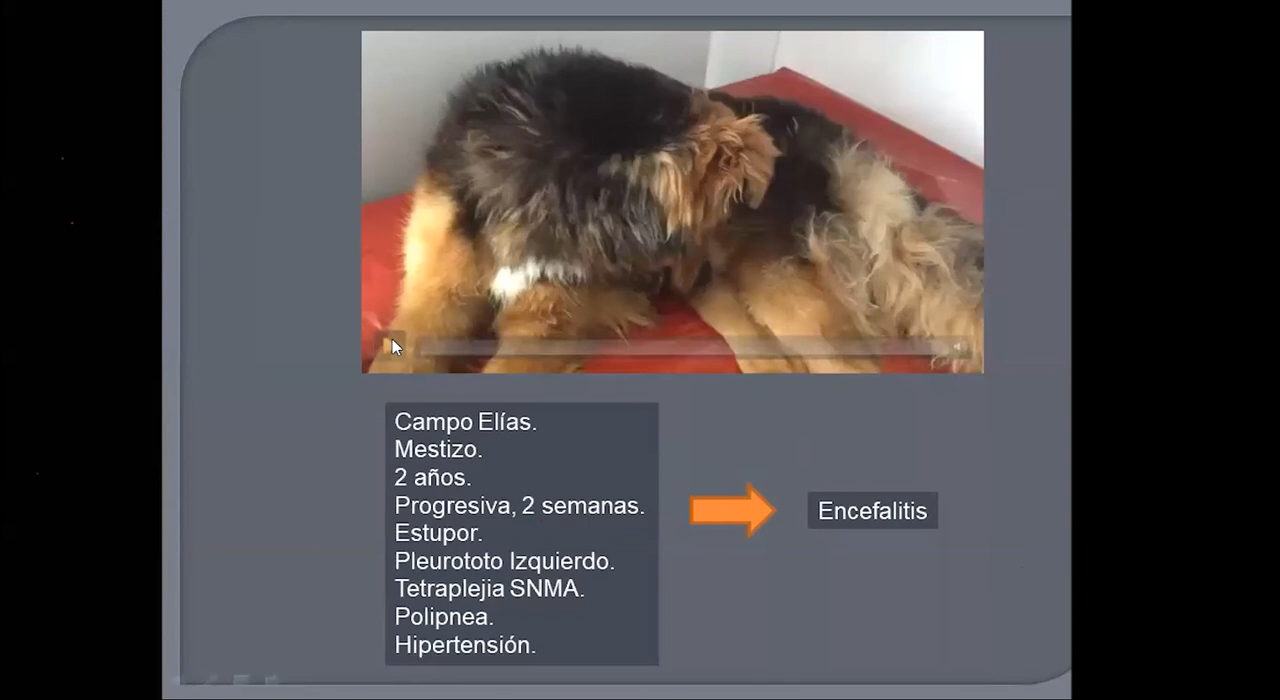 Campo Elías.
Mestizo.
2 años.
Progresiva, 2 semanas.
Estupor.
Pleurototo Izquierdo.
Tetraplejia SNMA.
Polipnea.
Hipertensión.
Encefalitis